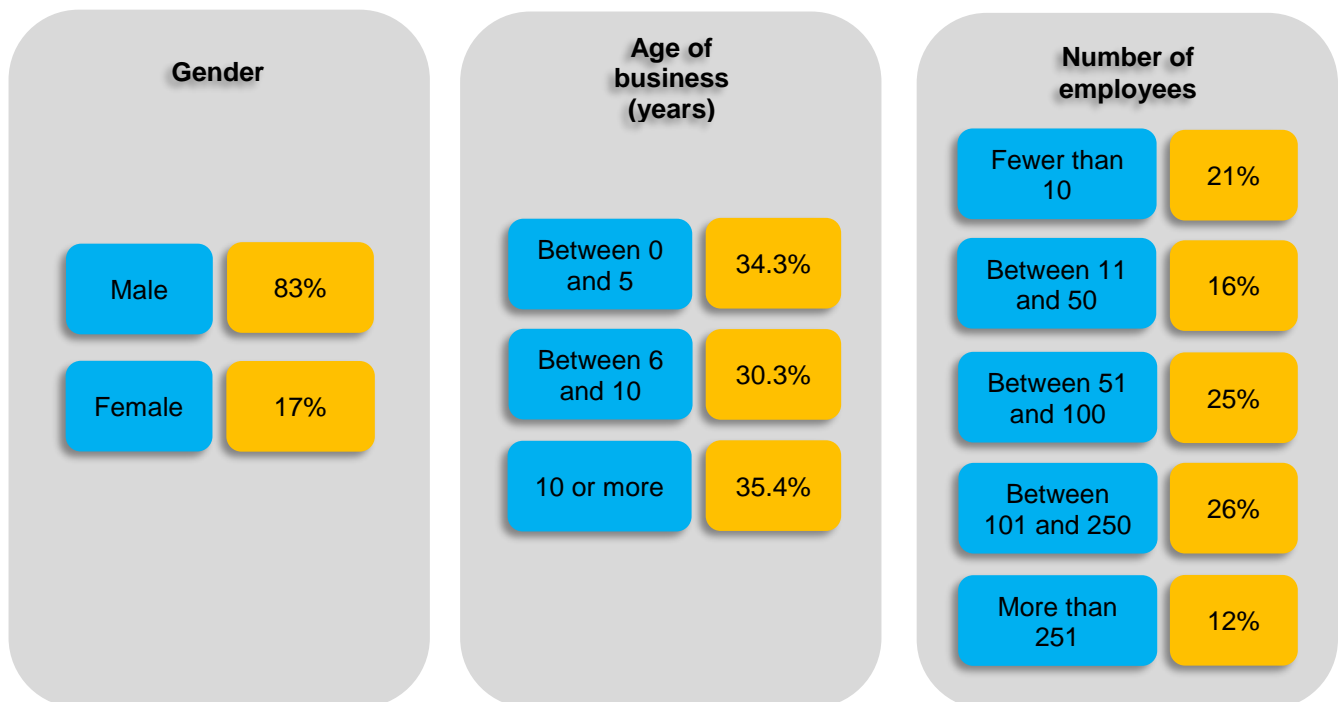 Gender
Male
83%
Female
17%
Age of
business
(years)
Between 0
and 5
34.3%
Between 6
and 10
30.3%
10 or more
35.4%
Number of
employees
Fewer than
10
21%
Between 11
and 50
16%
Between 51
and 100
25%
Between
101 and 250
26%
More than
251
12%